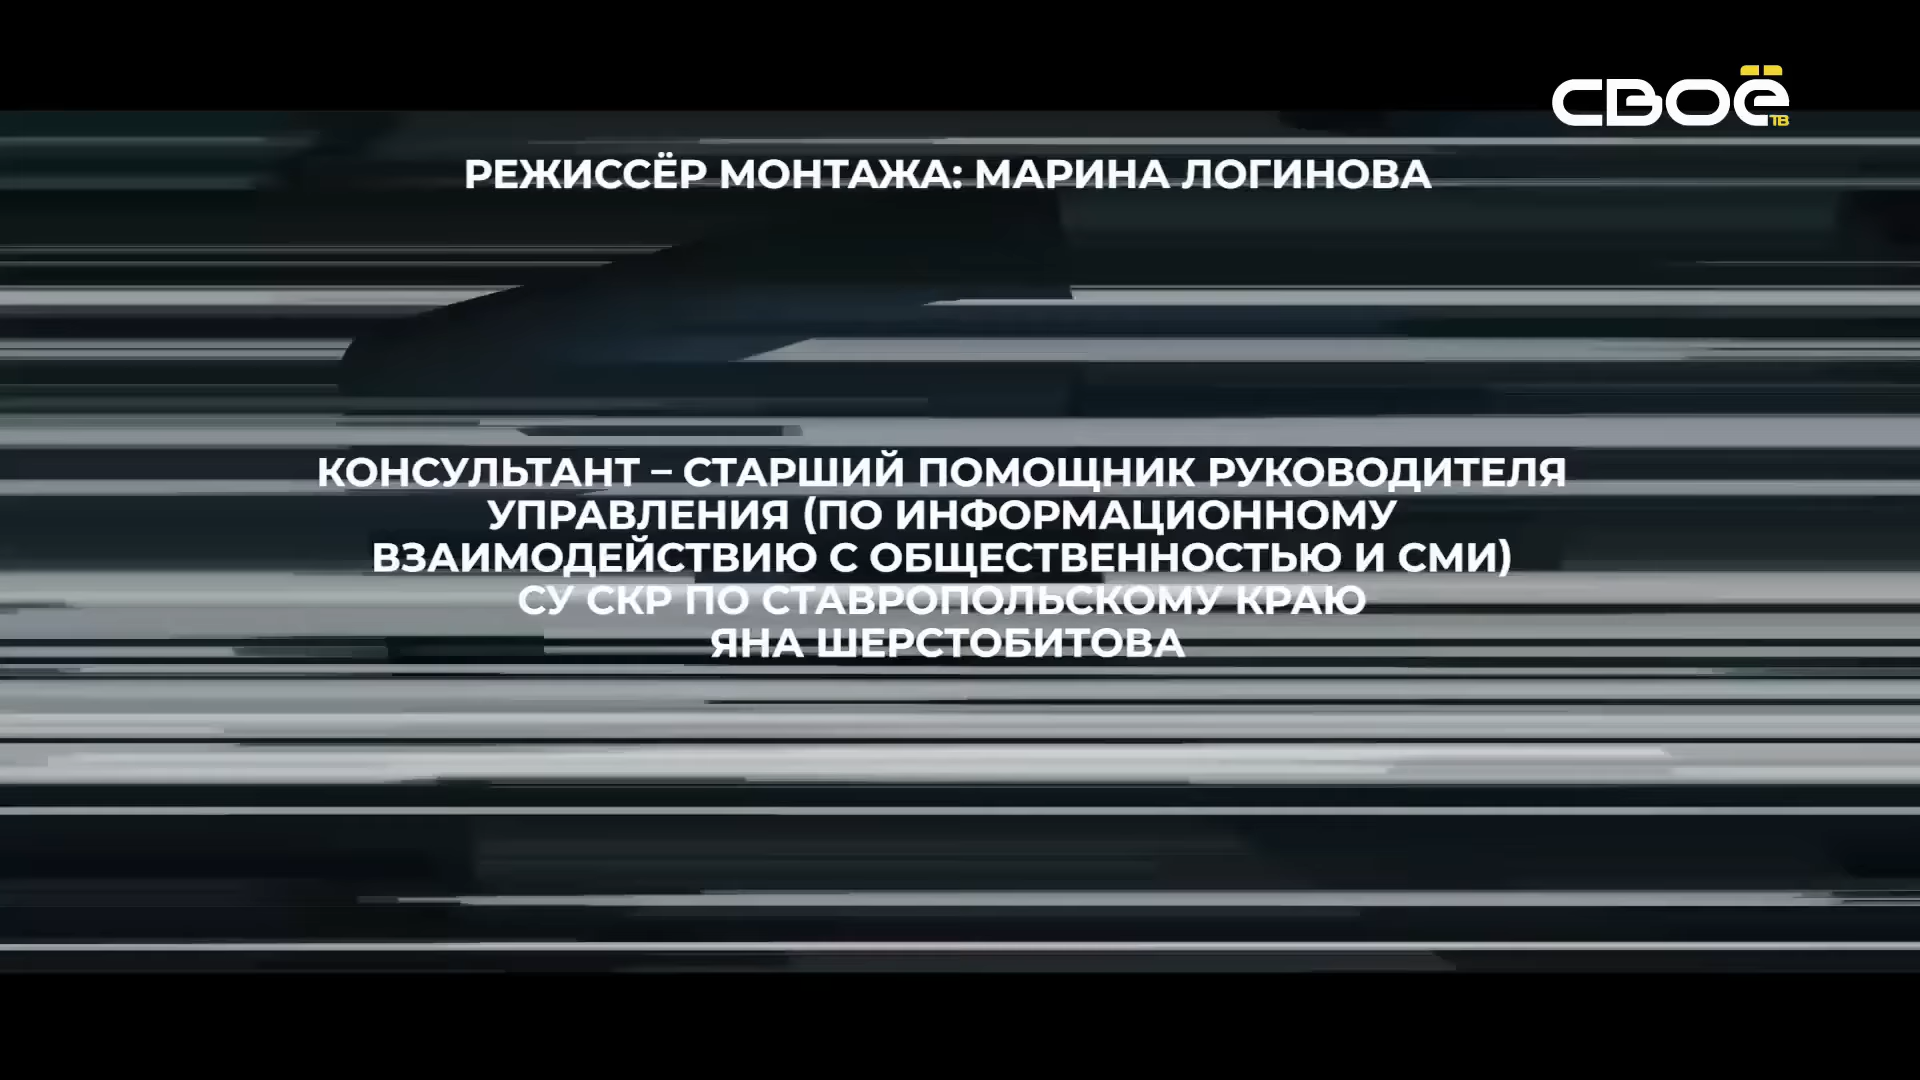 СВОЁ
ТВ
РЕЖИССЁР МОНТАЖА: МАРИНА ЛОГИНОВА
КОНСУЛЬТАНТ – СТАРШИЙ ПОМОЩНИК РУКОВОДИТЕЛЯ
УПРАВЛЕНИЯ (ПО ИНФОРМАЦИОННОМУ
ВЗАИМОДЕЙСТВИЮ С ОБЩЕСТВЕННОСТЬЮ И СМИ)
СУ СКР ПО СТАВРОПОЛЬСКОМУ КРАЮ
ЯНА ШЕРСТОБИТОВА